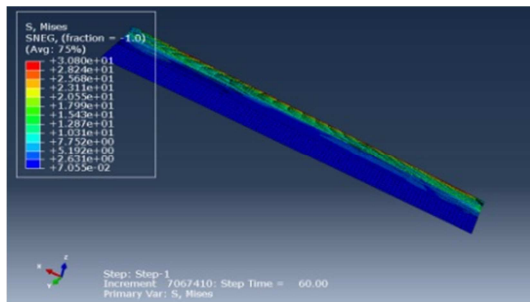 S, Mises
SNEG, (fraction = -1.0)
(Avg: 75%)
+3.080e+01
+2.824e+01
+2.568e+01
+2.311e+01
+2.055e+01
+1.799e+01
+1.543e+01
+1.287e+01
+1.031e+01
+7.752e+00
+5.192e+00
+2.631e+00
+7.055e-02
Z
X
Y
Step: Step-1
Increment 7067410: Step Time = 60.00
Primary Var: S, Mises